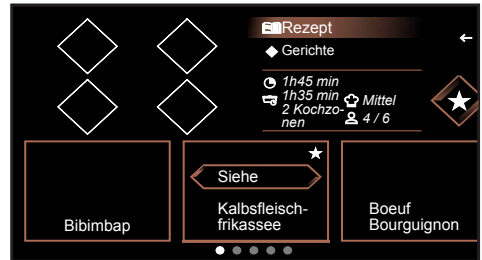 Rezept
Gerichte
1h45 min
1h35 min
2 Kochzo-
nen
Mittel
4 / 6
Siehe
Bibimbap
Kalbsfleisch-
frikassee
Boeuf
Bourguignon